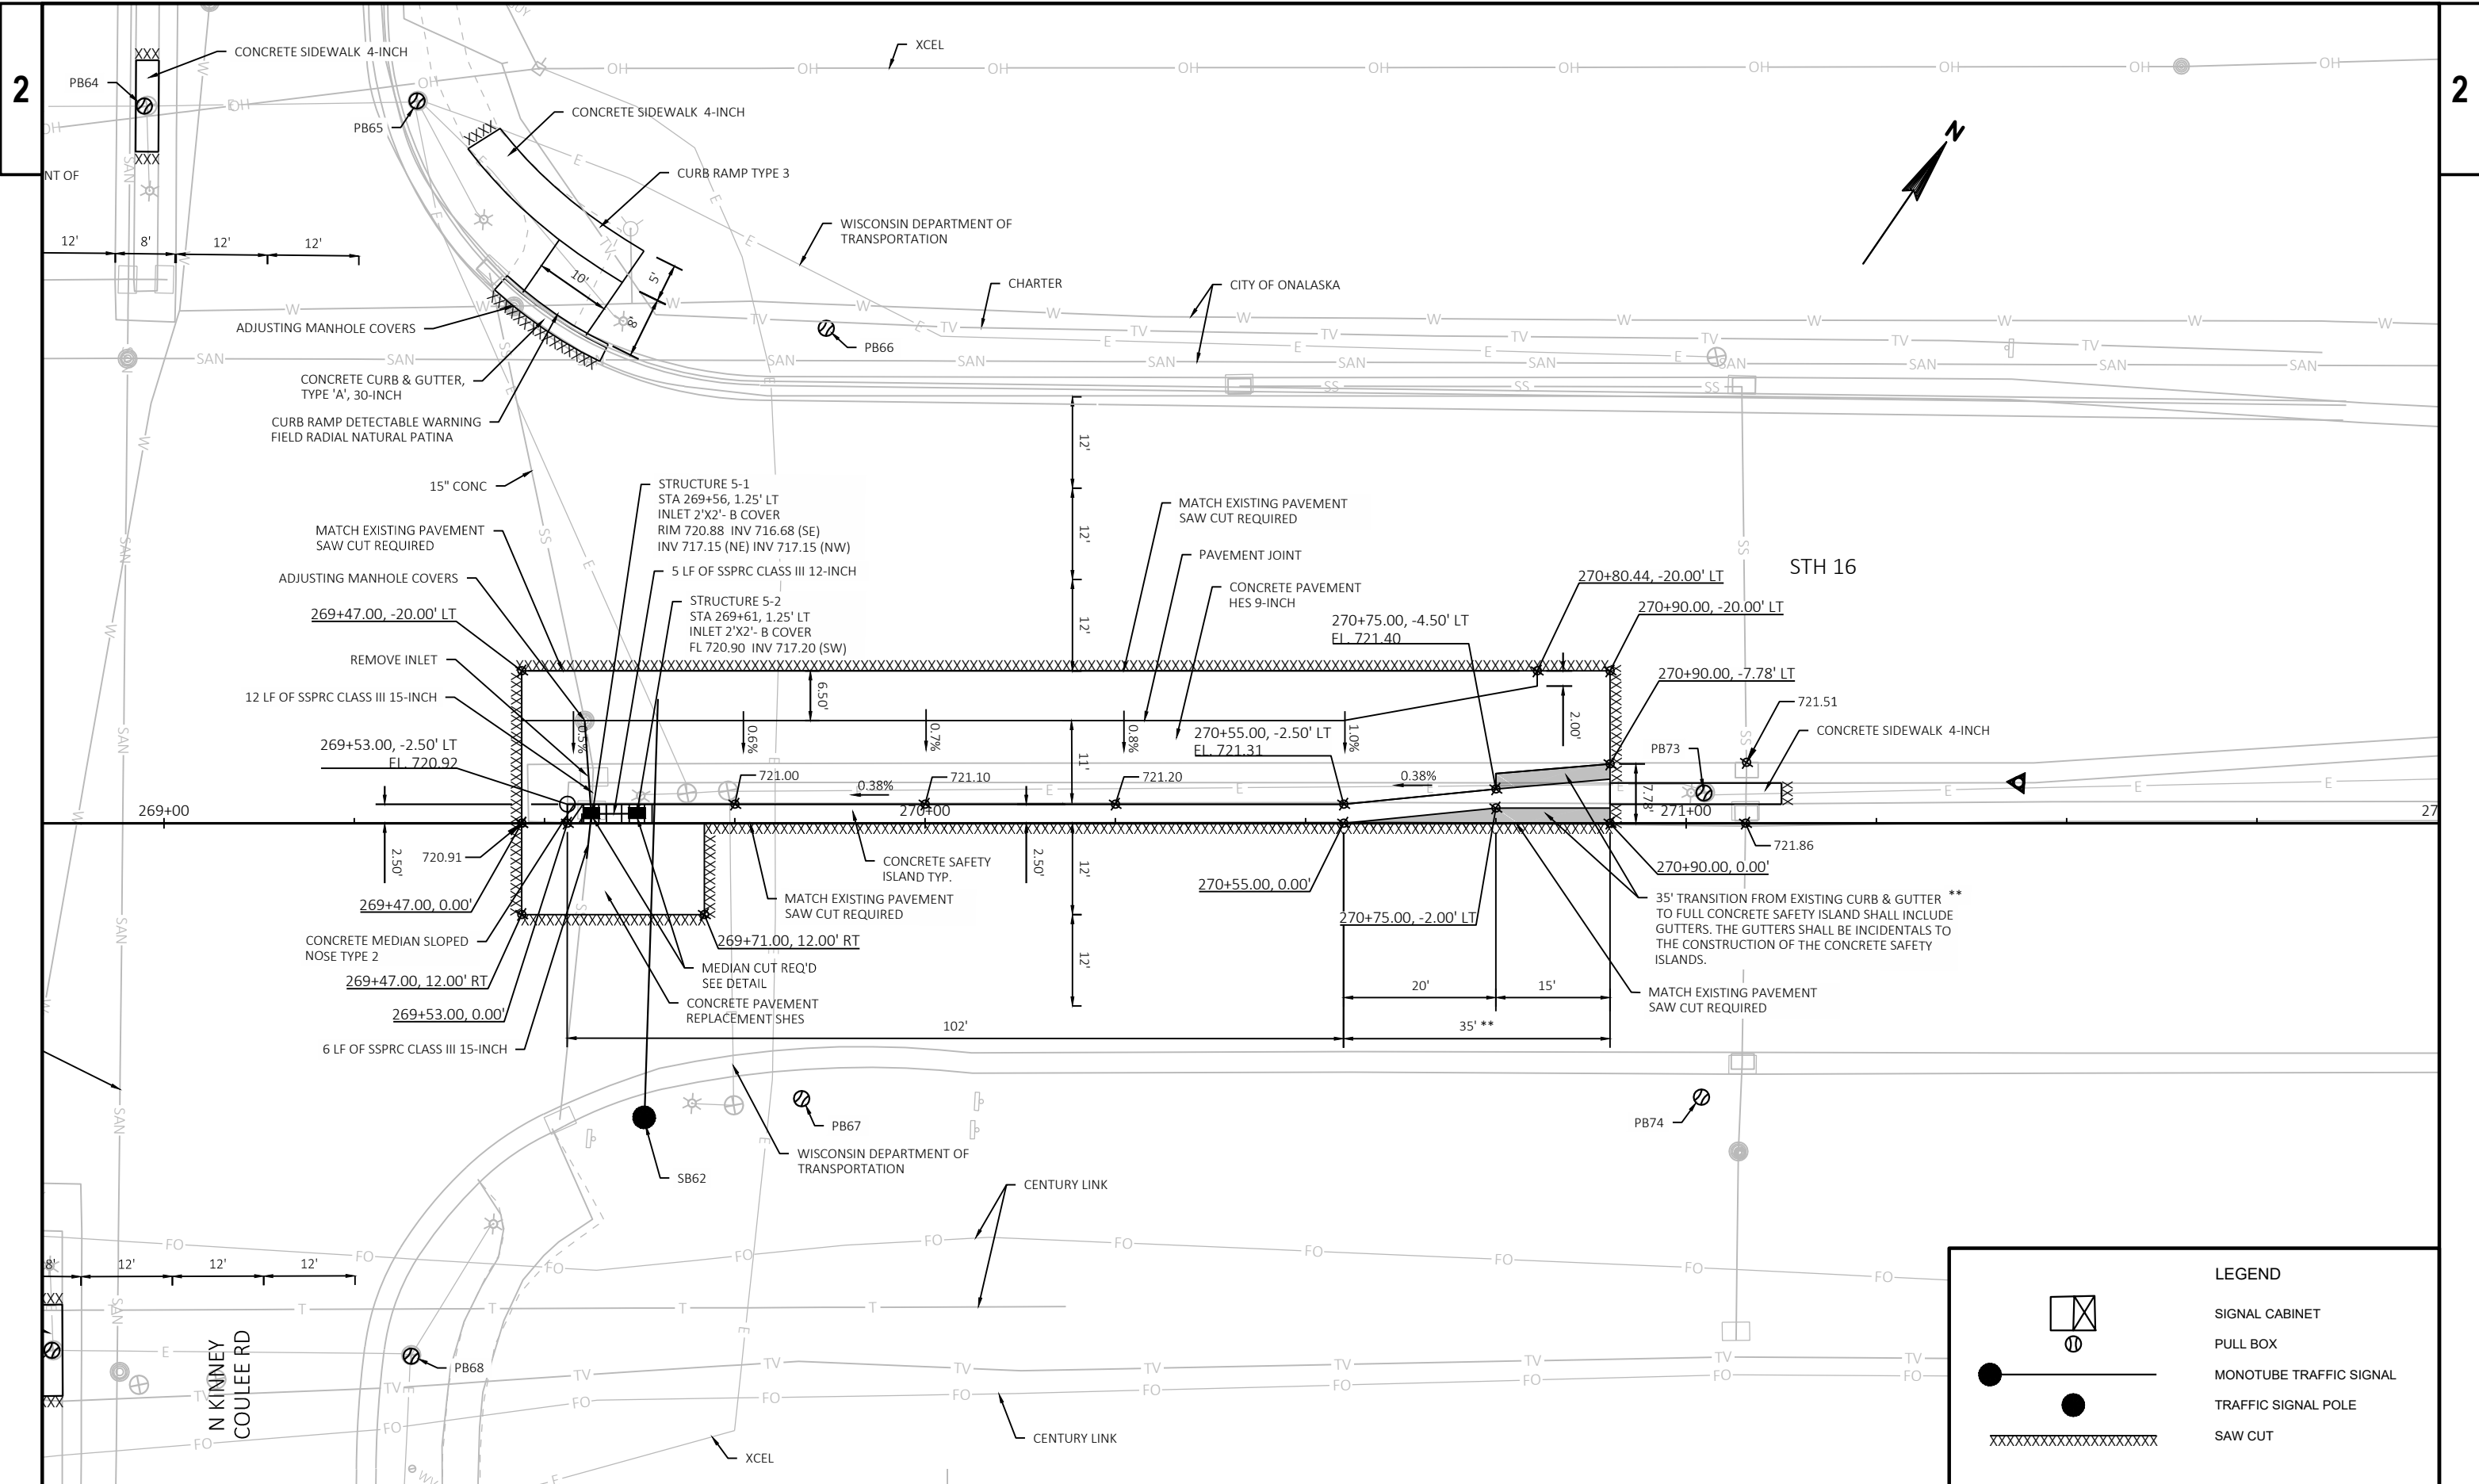 2
2
CONCRETE SIDEWALK 4-INCH
XCEL
PB64
PB65
CONCRETE SIDEWALK 4-INCH
CURB RAMP TYPE 3
N
NT OF
WISCONSIN DEPARTMENT OF
TRANSPORTATION
12'
8'
12'
12'
10'
5'
8'
CHARTER
CITY OF ONALASKA
ADJUSTING MANHOLE COVERS
PB66
CONCRETE CURB & GUTTER,
TYPE 'A', 30-INCH
CURB RAMP DETECTABLE WARNING
FIELD RADIAL NATURAL PATINA
12'
12'
12'
15" CONC
STRUCTURE 5-1
STA 269+56, 1.25' LT
INLET 2'X2'- B COVER
RIM 720.88 INV 716.68 (SE)
INV 717.15 (NE) INV 717.15 (NW)
MATCH EXISTING PAVEMENT
SAW CUT REQUIRED
MATCH EXISTING PAVEMENT
SAW CUT REQUIRED
PAVEMENT JOINT
STH 16
ADJUSTING MANHOLE COVERS
5 LF OF SSPRC CLASS III 12-INCH
CONCRETE PAVEMENT
HES 9-INCH
270+80.44, -20.00' LT
269+47.00, -20.00' LT
STRUCTURE 5-2
STA 269+61, 1.25' LT
INLET 2'X2'- B COVER
FL 720.90 INV 717.20 (SW)
270+75.00, -4.50' LT
EL. 721.40
270+90.00, -20.00' LT
REMOVE INLET
270+90.00, -7.78' LT
12 LF OF SSPRC CLASS III 15-INCH
6.50'
2.00'
721.51
CONCRETE SIDEWALK 4-INCH
269+53.00, -2.50' LT
EL. 720.92
0.5%
0.6%
0.7%
0.8%
1.0%
270+55.00, -2.50' LT
EL. 721.31
PB73
11'
721.00
0.38%
721.10
721.20
0.38%
7.78'
269+00
270+00
271+00
27
720.91
2.50'
2.50'
CONCRETE SAFETY
ISLAND TYP.
12'
721.86
270+90.00, 0.00'
269+47.00, 0.00'
MATCH EXISTING PAVEMENT
SAW CUT REQUIRED
270+55.00, 0.00'
270+75.00, -2.00' LT
35' TRANSITION FROM EXISTING CURB & GUTTER **
TO FULL CONCRETE SAFETY ISLAND SHALL INCLUDE
GUTTERS. THE GUTTERS SHALL BE INCIDENTALS TO
THE CONSTRUCTION OF THE CONCRETE SAFETY
ISLANDS.
CONCRETE MEDIAN SLOPED
NOSE TYPE 2
269+71.00, 12.00' RT
12'
MEDIAN CUT REQ'D
SEE DETAIL
269+47.00, 12.00' RT
20'
15'
MATCH EXISTING PAVEMENT
SAW CUT REQUIRED
CONCRETE PAVEMENT
REPLACEMENT SHES
269+53.00, 0.00'
102'
35' **
6 LF OF SSPRC CLASS III 15-INCH
PB67
PB74
WISCONSIN DEPARTMENT OF
TRANSPORTATION
SB62
CENTURY LINK
8'
12'
12'
12'
N KINNEY
COULEE RD
PB68
CENTURY LINK
XCEL
LEGEND
SIGNAL CABINET
PULL BOX
MONOTUBE TRAFFIC SIGNAL
TRAFFIC SIGNAL POLE
SAW CUT